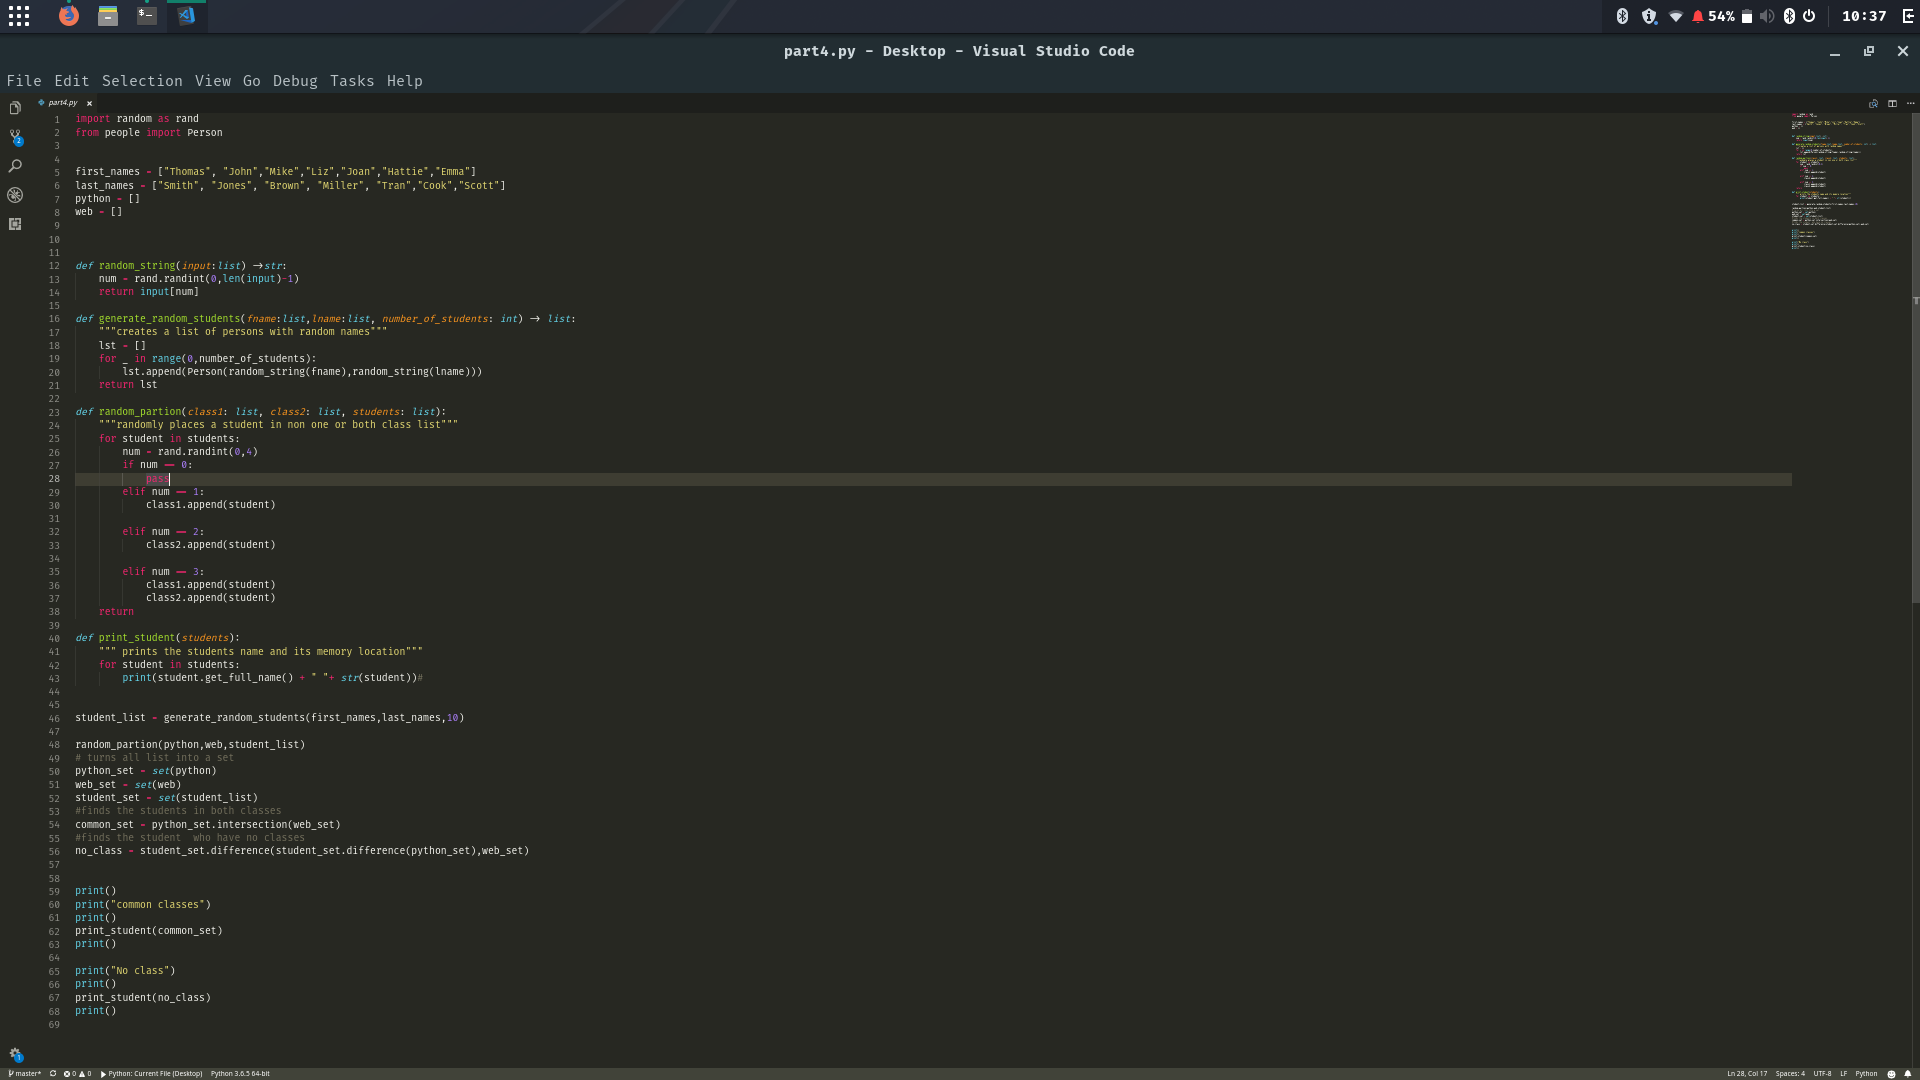 54%
10:37
part4.py - Desktop - Visual Studio Code
File Edit Selection View Go Debug Tasks Help
part4.py
1 import random as rand
2 from people import Person
3
4
5 first_names = ["Thomas", "John","Mike","Liz","Joan","Hattie","Emma"]
6 last_names = ["Smith", "Jones", "Brown", "Miller", "Tran","Cook","Scott"]
7 python = []
8 web = []
9
10
11
12 def random_string(input:list) ->str:
13     num = rand.randint(0,len(input)-1)
14     return input[num]
15
16 def generate_random_students(fname:list,lname:list, number_of_students: int) -> list:
17     """creates a list of persons with random names"""
18     lst = []
19     for _ in range(0,number_of_students):
20         lst.append(Person(random_string(fname),random_string(lname)))
21     return lst
22
23 def random_partion(class1: list, class2: list, students: list):
24     """randomly places a student in non one or both class list"""
25     for student in students:
26         num = rand.randint(0,4)
27         if num == 0:
28             pass
29         elif num == 1:
30             class1.append(student)
31
32         elif num == 2:
33             class2.append(student)
34
35         elif num == 3:
36             class1.append(student)
37             class2.append(student)
38     return
39
40 def print_student(students):
41     """ prints the students name and its memory location"""
42     for student in students:
43         print(student.get_full_name() + " "+ str(student))#
44
45
46 student_list = generate_random_students(first_names,last_names,10)
47
48 random_partion(python,web,student_list)
49 # turns all list into a set
50 python_set = set(python)
51 web_set = set(web)
52 student_set = set(student_list)
53 #finds the students in both classes
54 common_set = python_set.intersection(web_set)
55 #finds the student  who have no classes
56 no_class = student_set.difference(student_set.difference(python_set),web_set)
57
58
59 print()
60 print("common classes")
61 print()
62 print_student(common_set)
63 print()
64
65 print("No class")
66 print()
67 print_student(no_class)
68 print()
69
master* 0 0 Python: Current File (Desktop) Python 3.6.5 64-bit Ln 28, Col 17 Spaces: 4 UTF-8 LF Python